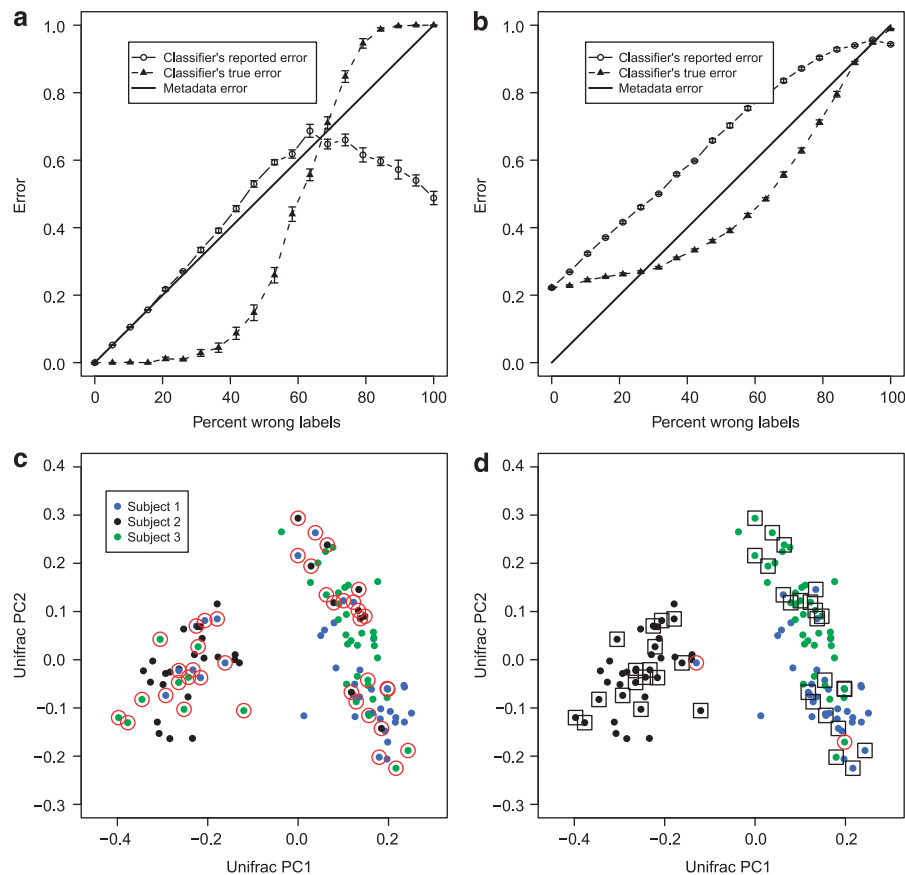 a
Error
1.0
0.8
0.6
0.4
0.2
0.0
Classifier's reported error
Classifier's true error
Metadata error
0 20 40 60 80 100
Percent wrong labels
b
Error
1.0
0.8
0.6
0.4
0.2
0.0
Classifier's reported error
Classifier's true error
Metadata error
0 20 40 60 80 100
Percent wrong labels
c
Unifrac PC2
0.4
0.3
0.2
0.1
0.0
−0.1
−0.2
−0.3
Subject 1
Subject 2
Subject 3
−0.4 −0.2 0.0 0.2
Unifrac PC1
d
Unifrac PC2
0.4
0.3
0.2
0.1
0.0
−0.1
−0.2
−0.3
−0.4 −0.2 0.0 0.2
Unifrac PC1